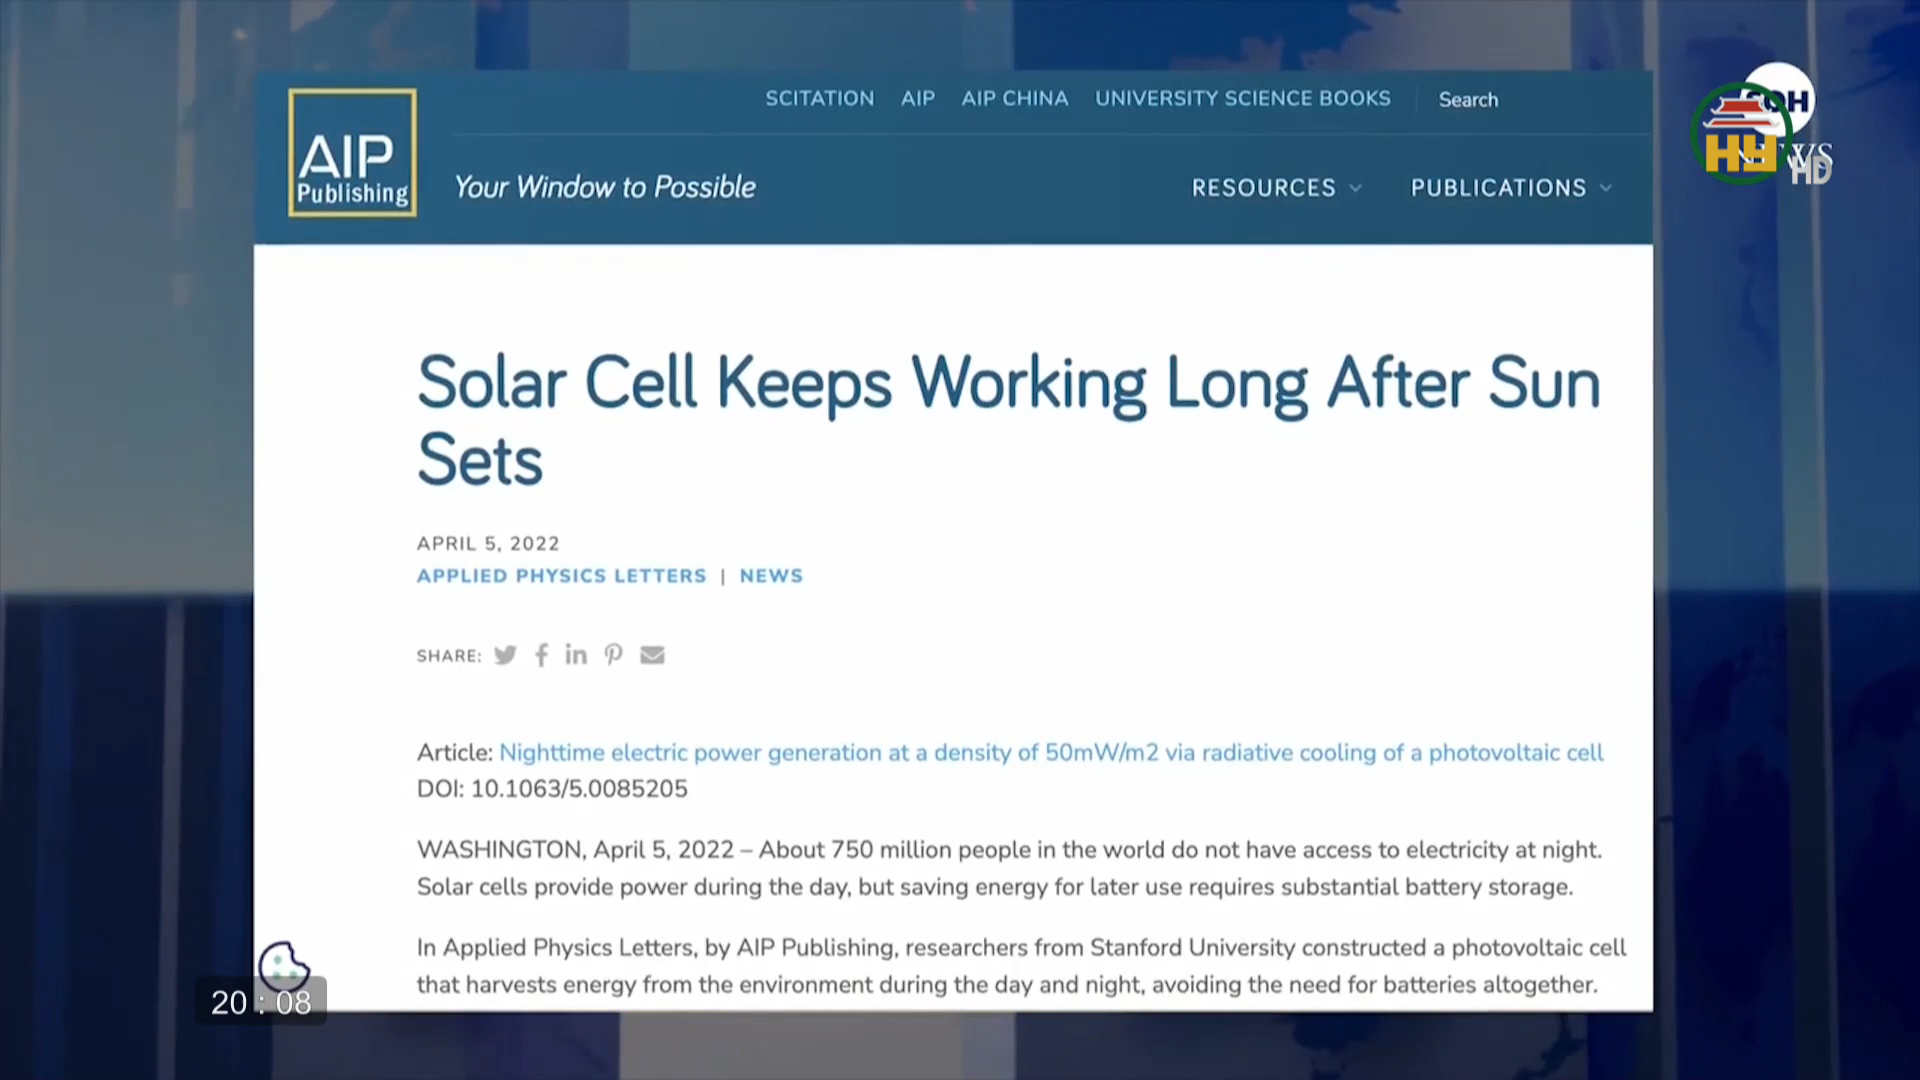 SCITATION AIP AIP CHINA UNIVERSITY SCIENCE BOOKS Search
AIP
Publishing
Your Window to Possible
RESOURCES PUBLICATIONS
HY
HD
Solar Cell Keeps Working Long After Sun
Sets
APRIL 5, 2022
APPLIED PHYSICS LETTERS | NEWS
SHARE:
Article: Nighttime electric power generation at a density of 50mW/m2 via radiative cooling of a photovoltaic cell
DOI: 10.1063/5.0085205
WASHINGTON, April 5, 2022 – About 750 million people in the world do not have access to electricity at night.
Solar cells provide power during the day, but saving energy for later use requires substantial battery storage.
In Applied Physics Letters, by AIP Publishing, researchers from Stanford University constructed a photovoltaic cell
that harvests energy from the environment during the day and night, avoiding the need for batteries altogether.
20 : 08